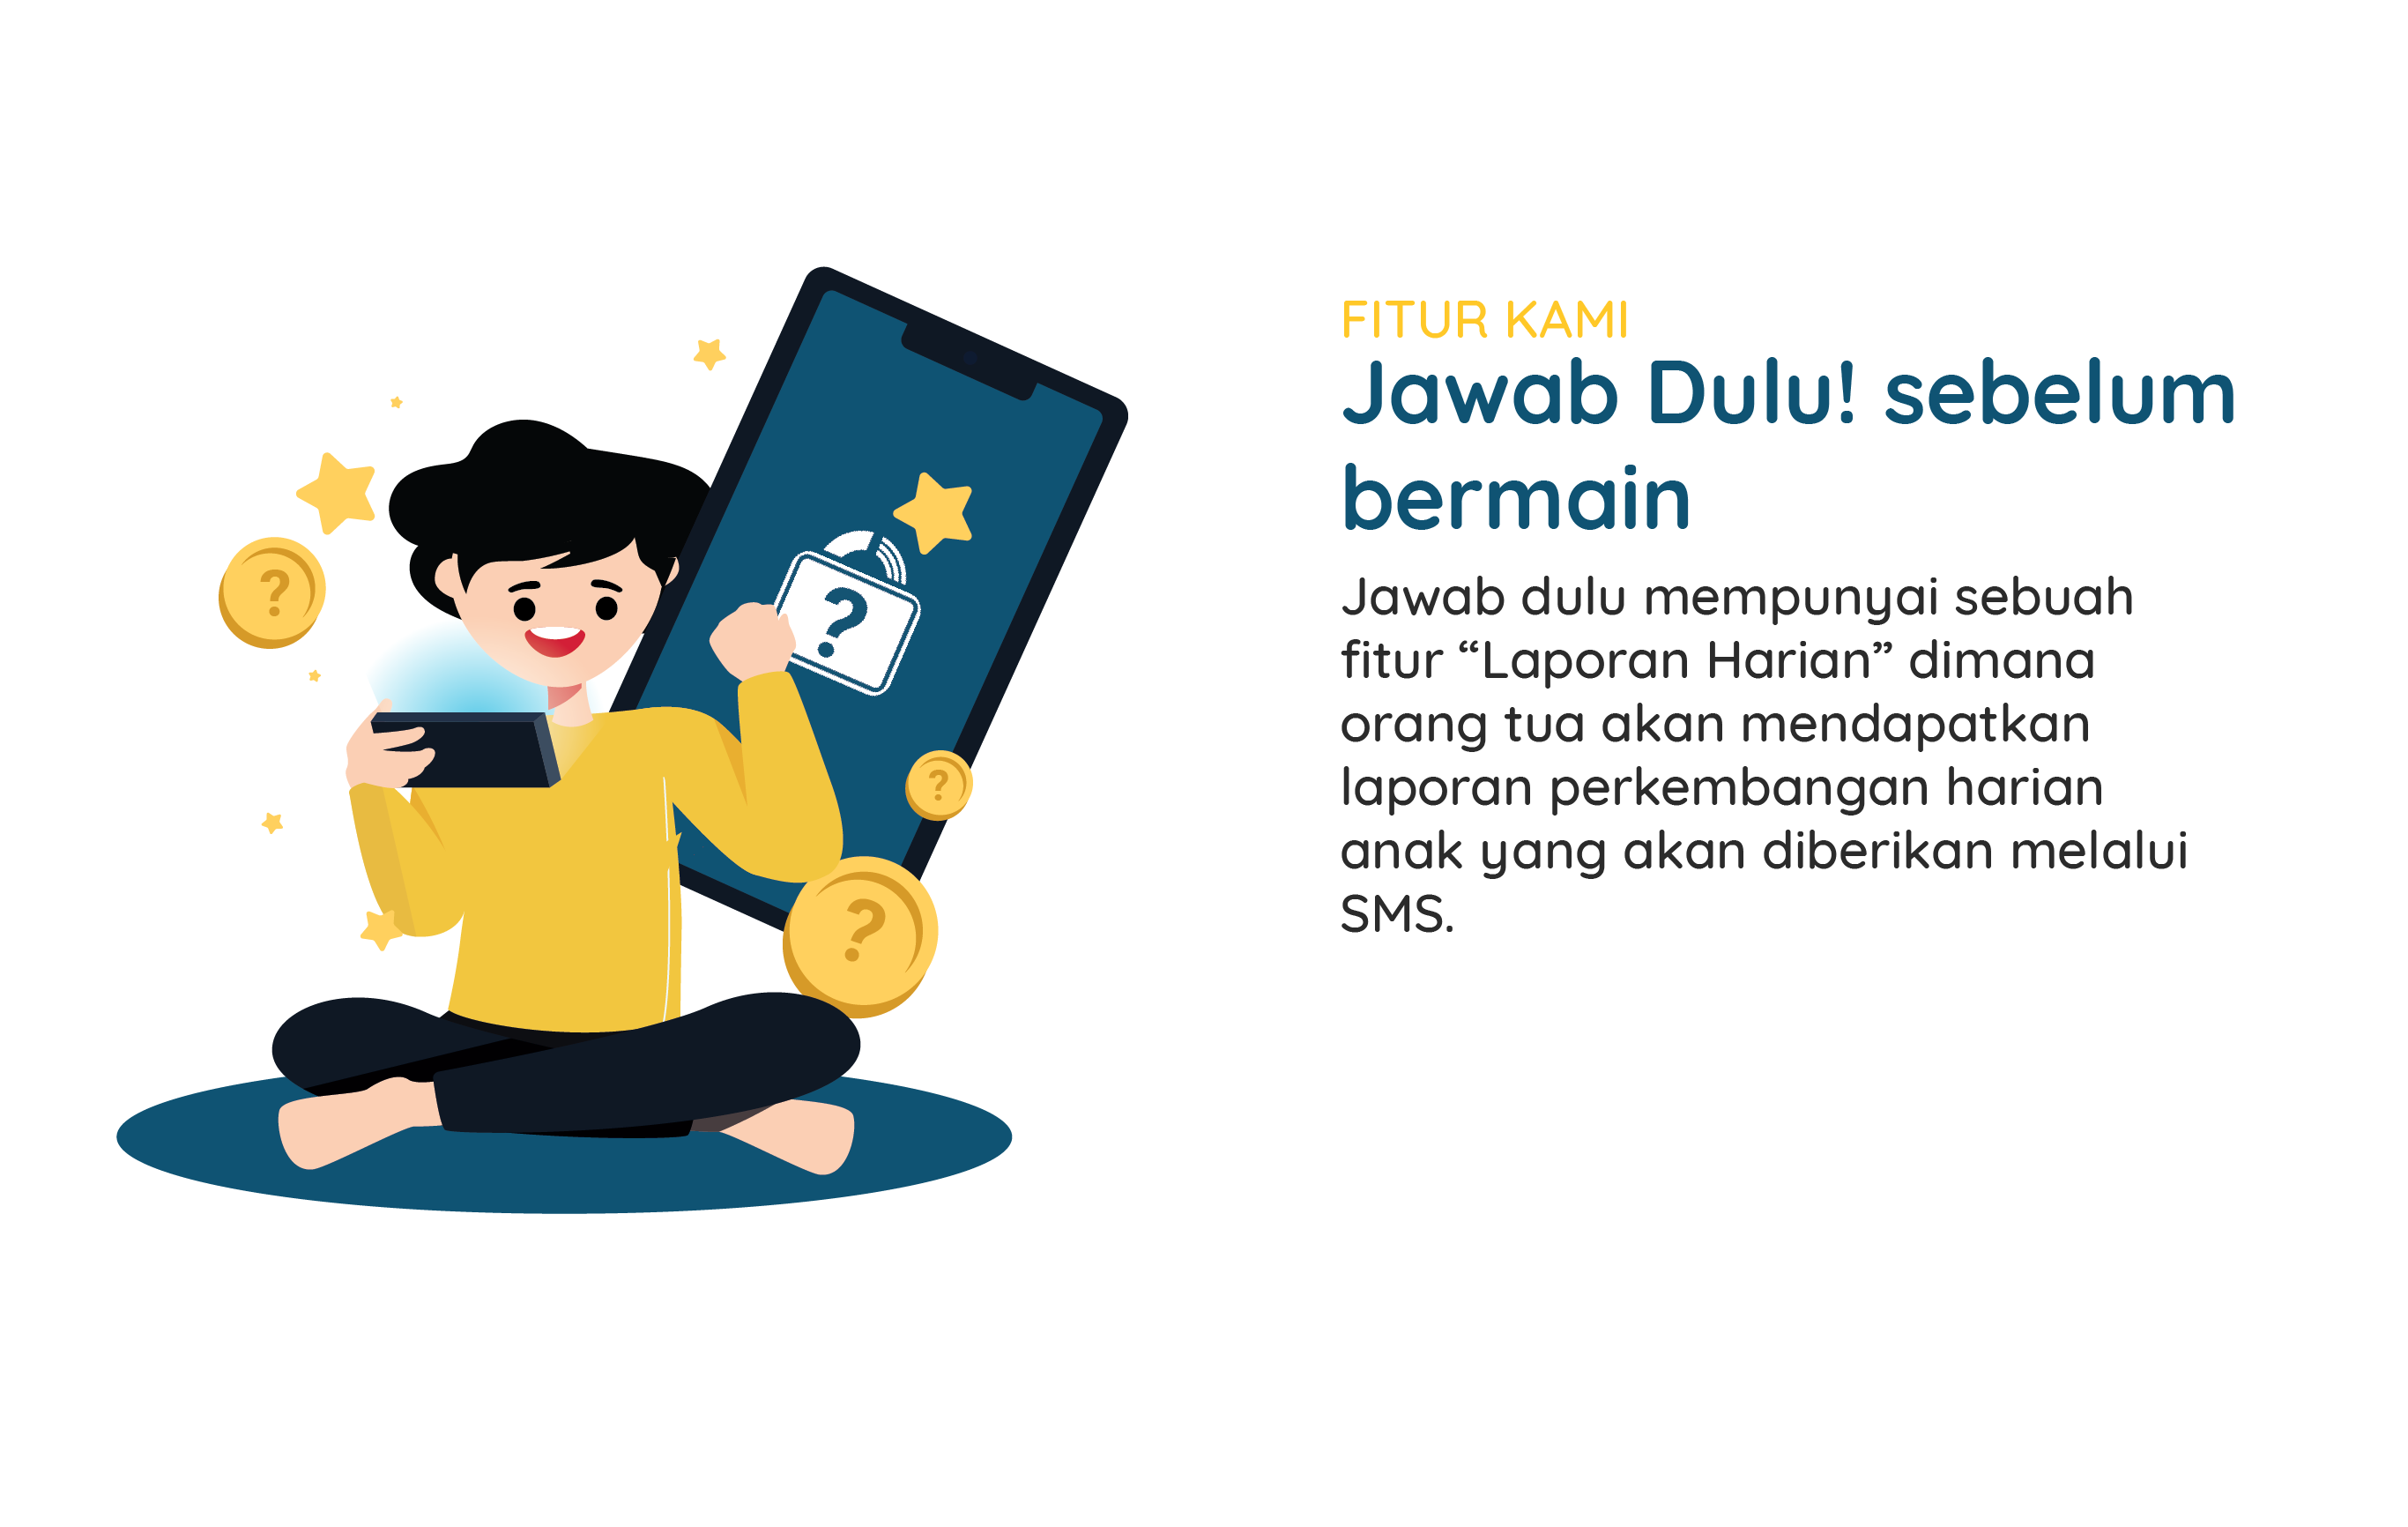 FITUR KAMI
Jawab Dulu! sebelum
bermain
Jawab dulu mempunyai sebuah
fitur “Laporan Harian” dimana
orang tua akan mendapatkan
laporan perkembangan harian
anak yang akan diberikan melalui
SMS.
?
?
?
?